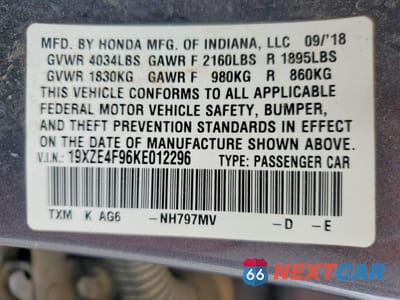 MFD. BY HONDA MFG. OF INDIANA, LLC 09/'18
GVWR 4034LBS GAWR F 2160LBS R 1895LBS
GVWR 1830KG GAWR F 980KG R 860KG
THIS VEHICLE CONFORMS TO ALL APPLICABLE
FEDERAL MOTOR VEHICLE SAFETY, BUMPER,
AND THEFT PREVENTION STANDARDS IN EFFECT
ON THE DATE OF MANUFACTURE SHOWN ABOVE.
V.I.N.: 19XZE4F96KE012296 TYPE: PASSENGER CAR
TXM K AG6 -NH797MV -D -E
66 NEXTCAR